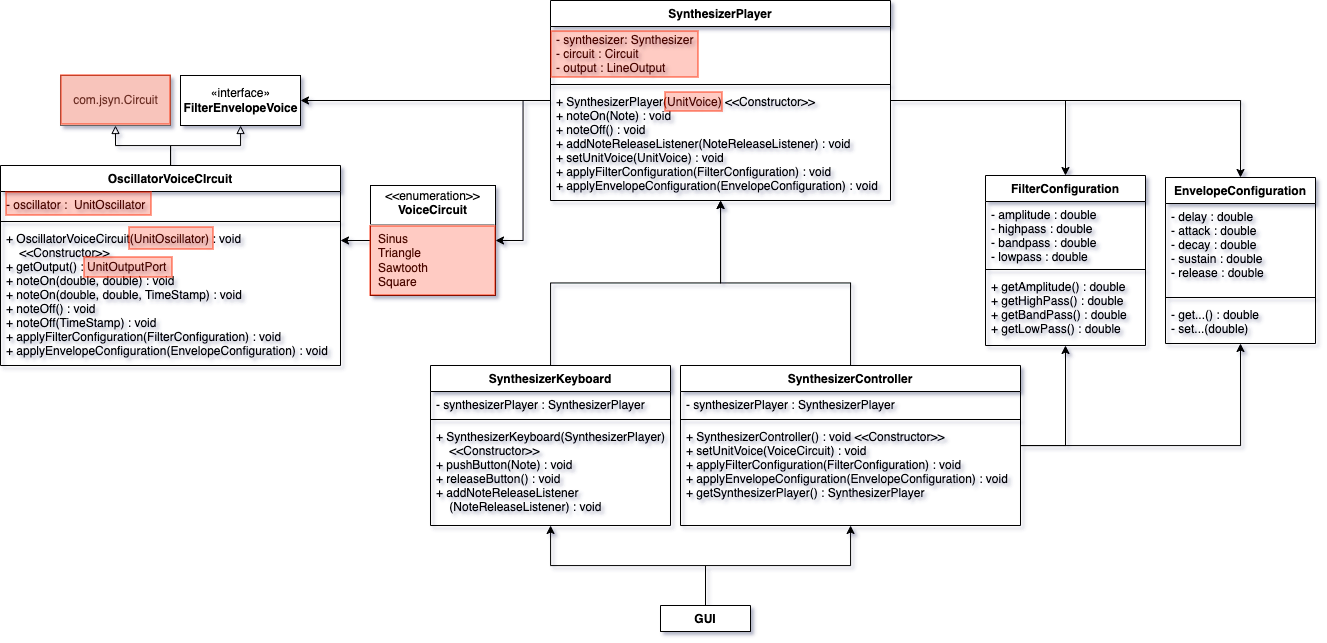 SynthesizerPlayer
- synthesizer: Synthesizer
- circuit : Circuit
- output : LineOutput
+ SynthesizerPlayer(UnitVoice) <<Constructor>>
+ noteOn(Note) : void
+ noteOff() : void
+ addNoteReleaseListener(NoteReleaseListener) : void
+ setUnitVoice(UnitVoice) : void
+ applyFilterConfiguration(FilterConfiguration) : void
+ applyEnvelopeConfiguration(EnvelopeConfiguration) : void
com.jsyn.Circuit
«interface»
FilterEnvelopeVoice
OscillatorVoiceCIrcuit
- oscillator : UnitOscillator
+ OscillatorVoiceCircuit(UnitOscillator) : void
<<Constructor>>
+ getOutput() : UnitOutputPort
+ noteOn(double, double) : void
+ noteOn(double, double, TimeStamp) : void
+ noteOff() : void
+ noteOff(TimeStamp) : void
+ applyFilterConfiguration(FilterConfiguration) : void
+ applyEnvelopeConfiguration(EnvelopeConfiguration) : void
<<enumeration>>
VoiceCircuit
Sinus
Triangle
Sawtooth
Square
FilterConfiguration
- amplitude : double
- highpass : double
- bandpass : double
- lowpass : double
+ getAmplitude() : double
+ getHighPass() : double
+ getBandPass() : double
+ getLowPass() : double
EnvelopeConfiguration
- delay : double
- attack : double
- decay : double
- sustain : double
- release : double
- get...() : double
- set...(double)
SynthesizerKeyboard
- synthesizerPlayer : SynthesizerPlayer
+ SynthesizerKeyboard(SynthesizerPlayer)
<<Constructor>>
+ pushButton(Note) : void
+ releaseButton() : void
+ addNoteReleaseListener
(NoteReleaseListener) : void
SynthesizerController
- synthesizerPlayer : SynthesizerPlayer
+ SynthesizerController() : void <<Constructor>>
+ setUnitVoice(VoiceCircuit) : void
+ applyFilterConfiguration(FilterConfiguration) : void
+ applyEnvelopeConfiguration(EnvelopeConfiguration) : void
+ getSynthesizerPlayer() : SynthesizerPlayer
GUI